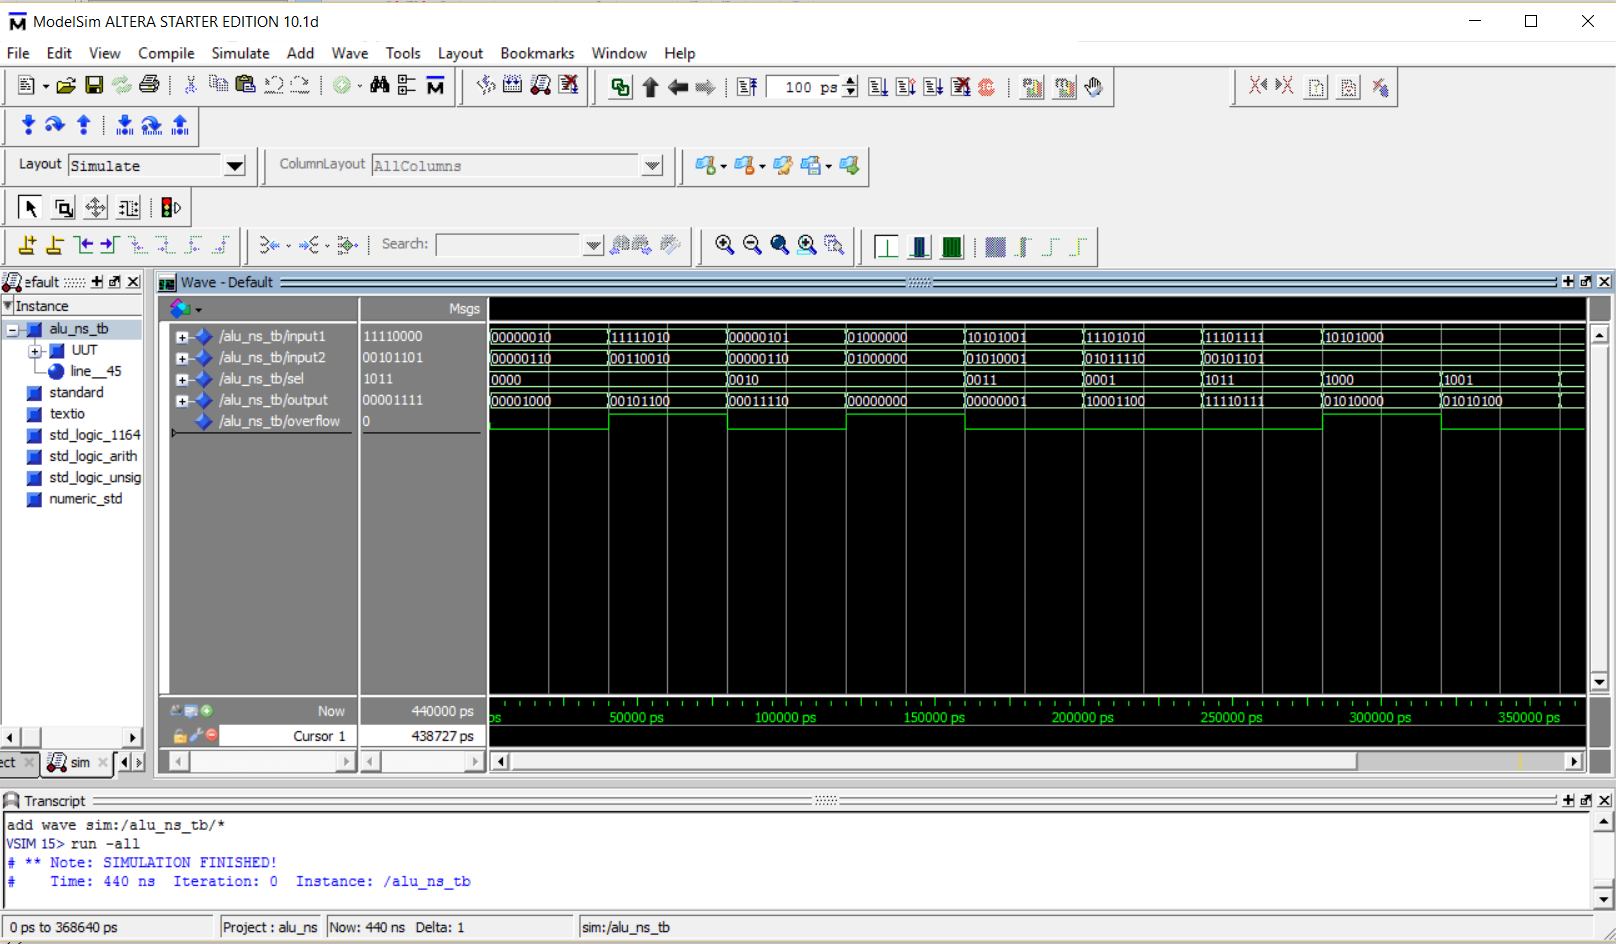 ModelSim ALTERA STARTER EDITION 10.1d
File Edit View Compile Simulate Add Wave Tools Layout Bookmarks Window Help
100 ps
Layout Simulate ColumnLayout AllColumns
Search:
efault Wave - Default
Instance Msgs
alu_ns_tb
UUT
line__45
standard
textio
std_logic_1164
std_logic_arith
std_logic_unsig
numeric_std
/alu_ns_tb/input1 11110000 00000010 11111010 00000101 01000000 10101001 11101010 11101111 10101000
/alu_ns_tb/input2 00101101 00000110 00110010 00000110 01000000 01010001 01011110 00101101
/alu_ns_tb/sel 1011 0000 0010 0011 0001 1011 1000 1001
/alu_ns_tb/output 00001111 00001000 00101100 00011110 00000000 00000001 10001100 11110111 01010000 01010100
/alu_ns_tb/overflow 0
Now 440000 ps ps 50000 ps 100000 ps 150000 ps 200000 ps 250000 ps 300000 ps 350000 ps
Cursor 1 438727 ps
ect sim
Transcript
add wave sim:/alu_ns_tb/*
VSIM 15> run -all
# ** Note: SIMULATION FINISHED!
# Time: 440 ns Iteration: 0 Instance: /alu_ns_tb
0 ps to 368640 ps Project : alu_ns Now: 440 ns Delta: 1 sim:/alu_ns_tb